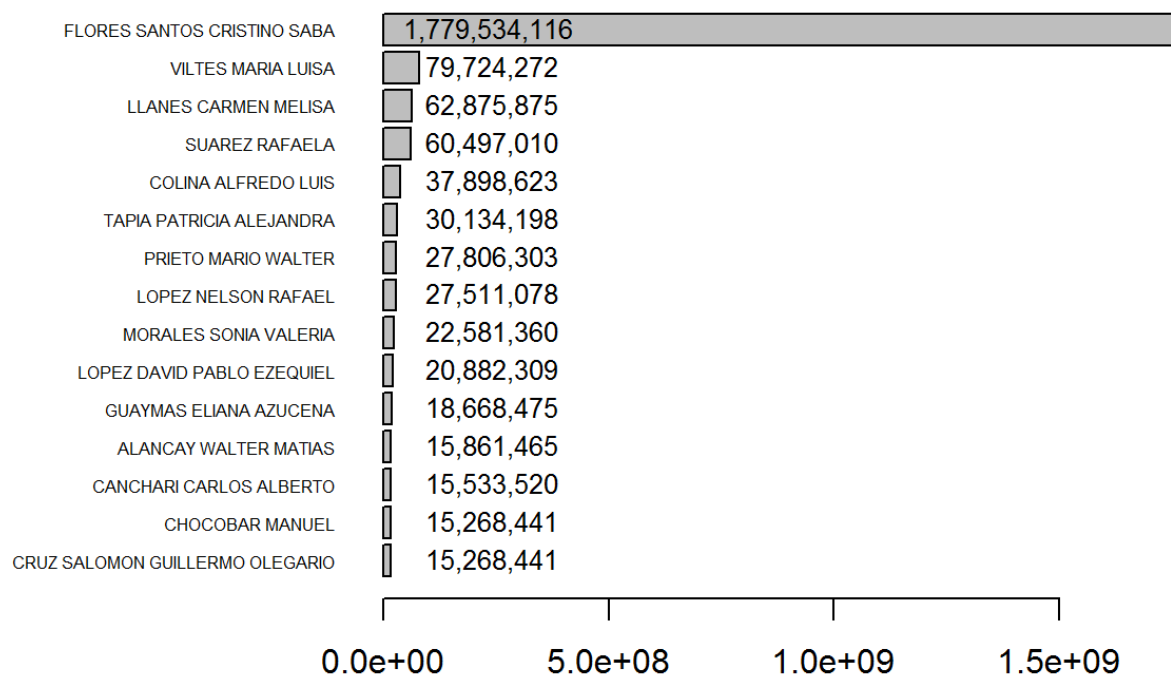 FLORES SANTOS CRISTINO SABA 1,779,534,116
VILTES MARIA LUISA 79,724,272
LLANES CARMEN MELISA 62,875,875
SUAREZ RAFAELA 60,497,010
COLINA ALFREDO LUIS 37,898,623
TAPIA PATRICIA ALEJANDRA 30,134,198
PRIETO MARIO WALTER 27,806,303
LOPEZ NELSON RAFAEL 27,511,078
MORALES SONIA VALERIA 22,581,360
LOPEZ DAVID PABLO EZEQUIEL 20,882,309
GUAYMAS ELIANA AZUCENA 18,668,475
ALANCAY WALTER MATIAS 15,861,465
CANCHARI CARLOS ALBERTO 15,533,520
CHOCOBAR MANUEL 15,268,441
CRUZ SALOMON GUILLERMO OLEGARIO 15,268,441
0.0e+00 5.0e+08 1.0e+09 1.5e+09